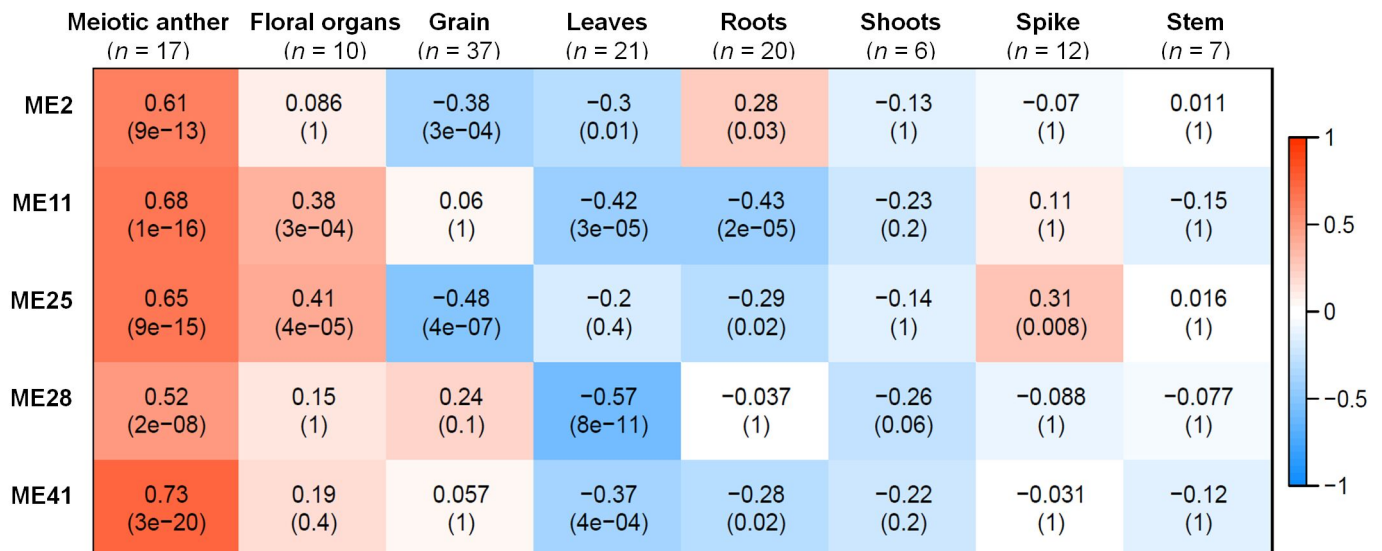 Meiotic anther Floral organs Grain Leaves Roots Shoots Spike Stem
(n = 17) (n = 10) (n = 37) (n = 21) (n = 20) (n = 6) (n = 12) (n = 7)
ME2 0.61 0.086 −0.38 −0.3 0.28 −0.13 −0.07 0.011
(9e−13) (1) (3e−04) (0.01) (0.03) (1) (1) (1)
1
ME11 0.68 0.38 0.06 −0.42 −0.43 −0.23 0.11 −0.15
(1e−16) (3e−04) (1) (3e−05) (2e−05) (0.2) (1) (1)
0.5
ME25 0.65 0.41 −0.48 −0.2 −0.29 −0.14 0.31 0.016
(9e−15) (4e−05) (4e−07) (0.4) (0.02) (1) (0.008) (1)
0
ME28 0.52 0.15 0.24 −0.57 −0.037 −0.26 −0.088 −0.077
(2e−08) (1) (0.1) (8e−11) (1) (0.06) (1) (1)
−0.5
ME41 0.73 0.19 0.057 −0.37 −0.28 −0.22 −0.031 −0.12
(3e−20) (0.4) (1) (4e−04) (0.02) (0.2) (1) (1)
−1